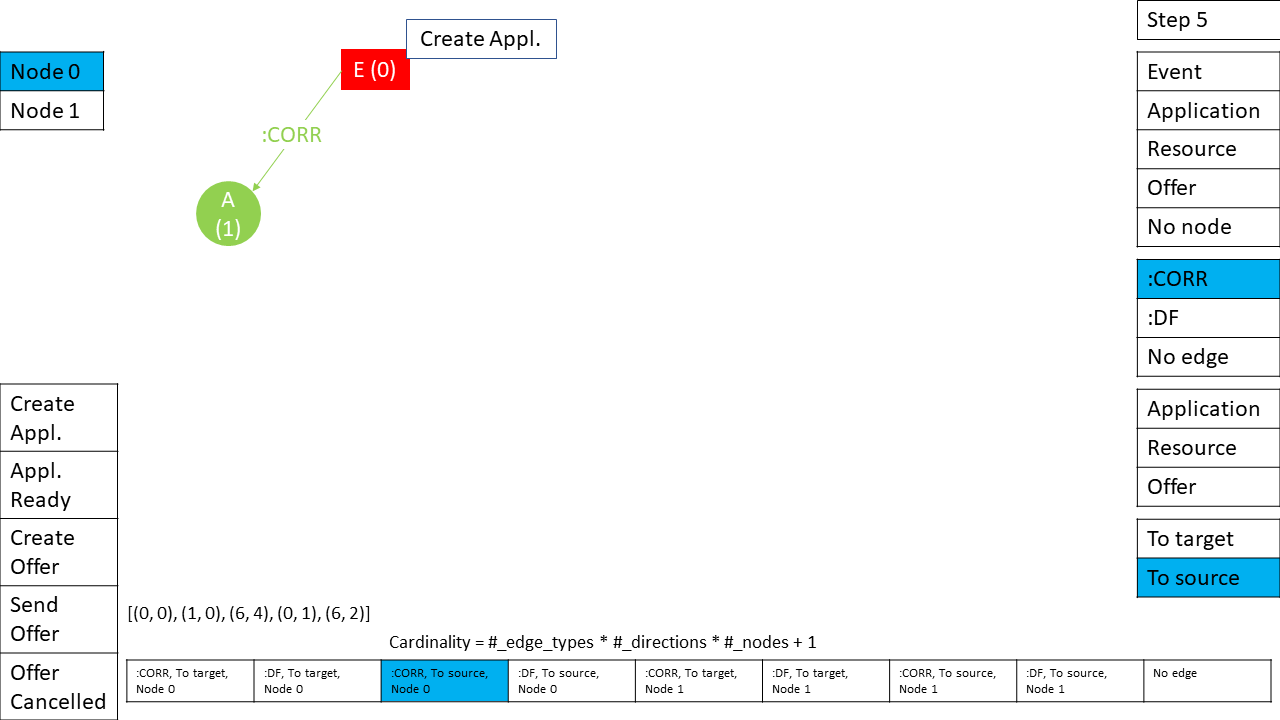 Step 5
Create Appl.
E (0)
Node 0
Node 1
:CORR
A
(1)
Event
Application
Resource
Offer
No node
:CORR
:DF
No edge
Application
Resource
Offer
To target
To source
Create
Appl.
Appl.
Ready
Create
Offer
Send
Offer
Offer
Cancelled
[(0, 0), (1, 0), (6, 4), (0, 1), (6, 2)]
Cardinality = #_edge_types * #_directions * #_nodes + 1
:CORR, To target,
Node 0
:DF, To target,
Node 0
:CORR, To source,
Node 0
:DF, To source,
Node 0
:CORR, To target,
Node 1
:DF, To target,
Node 1
:CORR, To source,
Node 1
:DF, To source,
Node 1
No edge